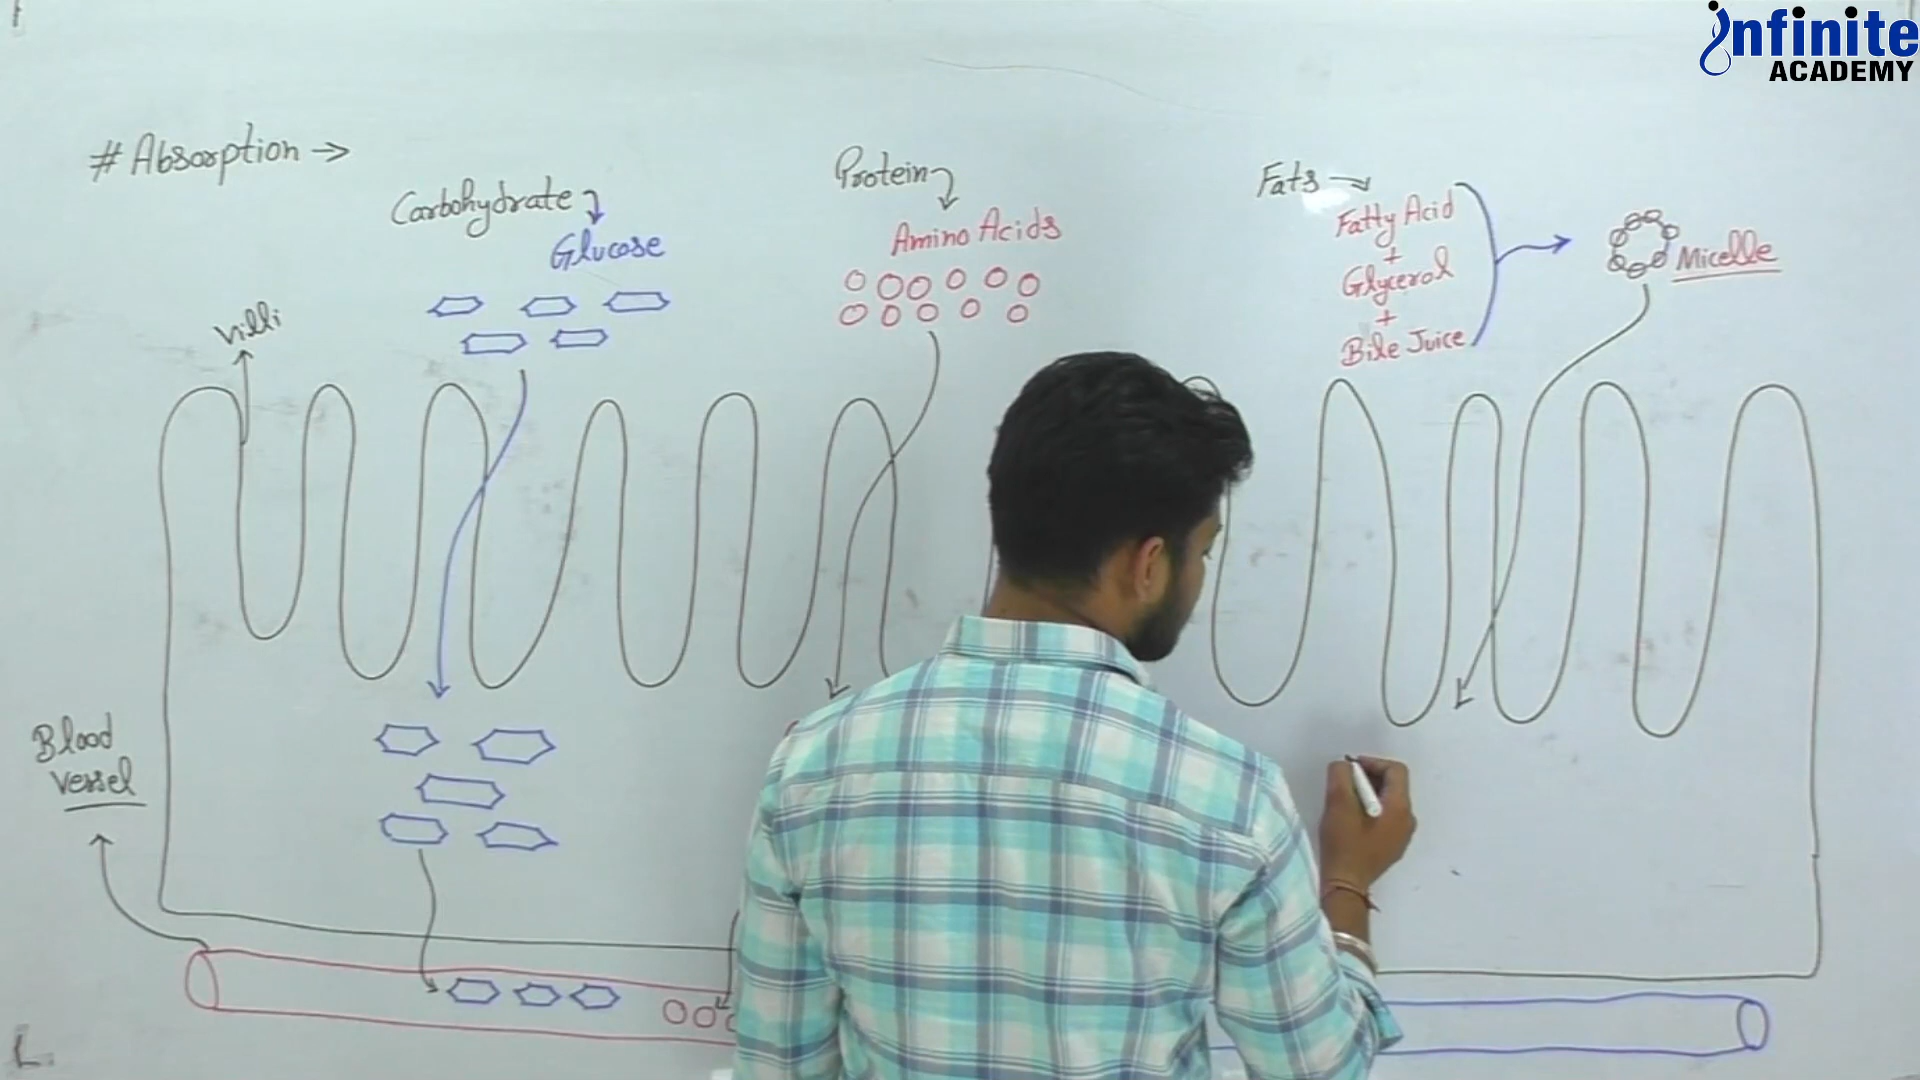 infinite
ACADEMY
# Absorption →
Carbohydrate
Glucose
Protein
Amino Acids
Fats →
Fatty Acid
+
Glycerol
+
Bile Juice
Micelle
Villi
Blood
Vessel